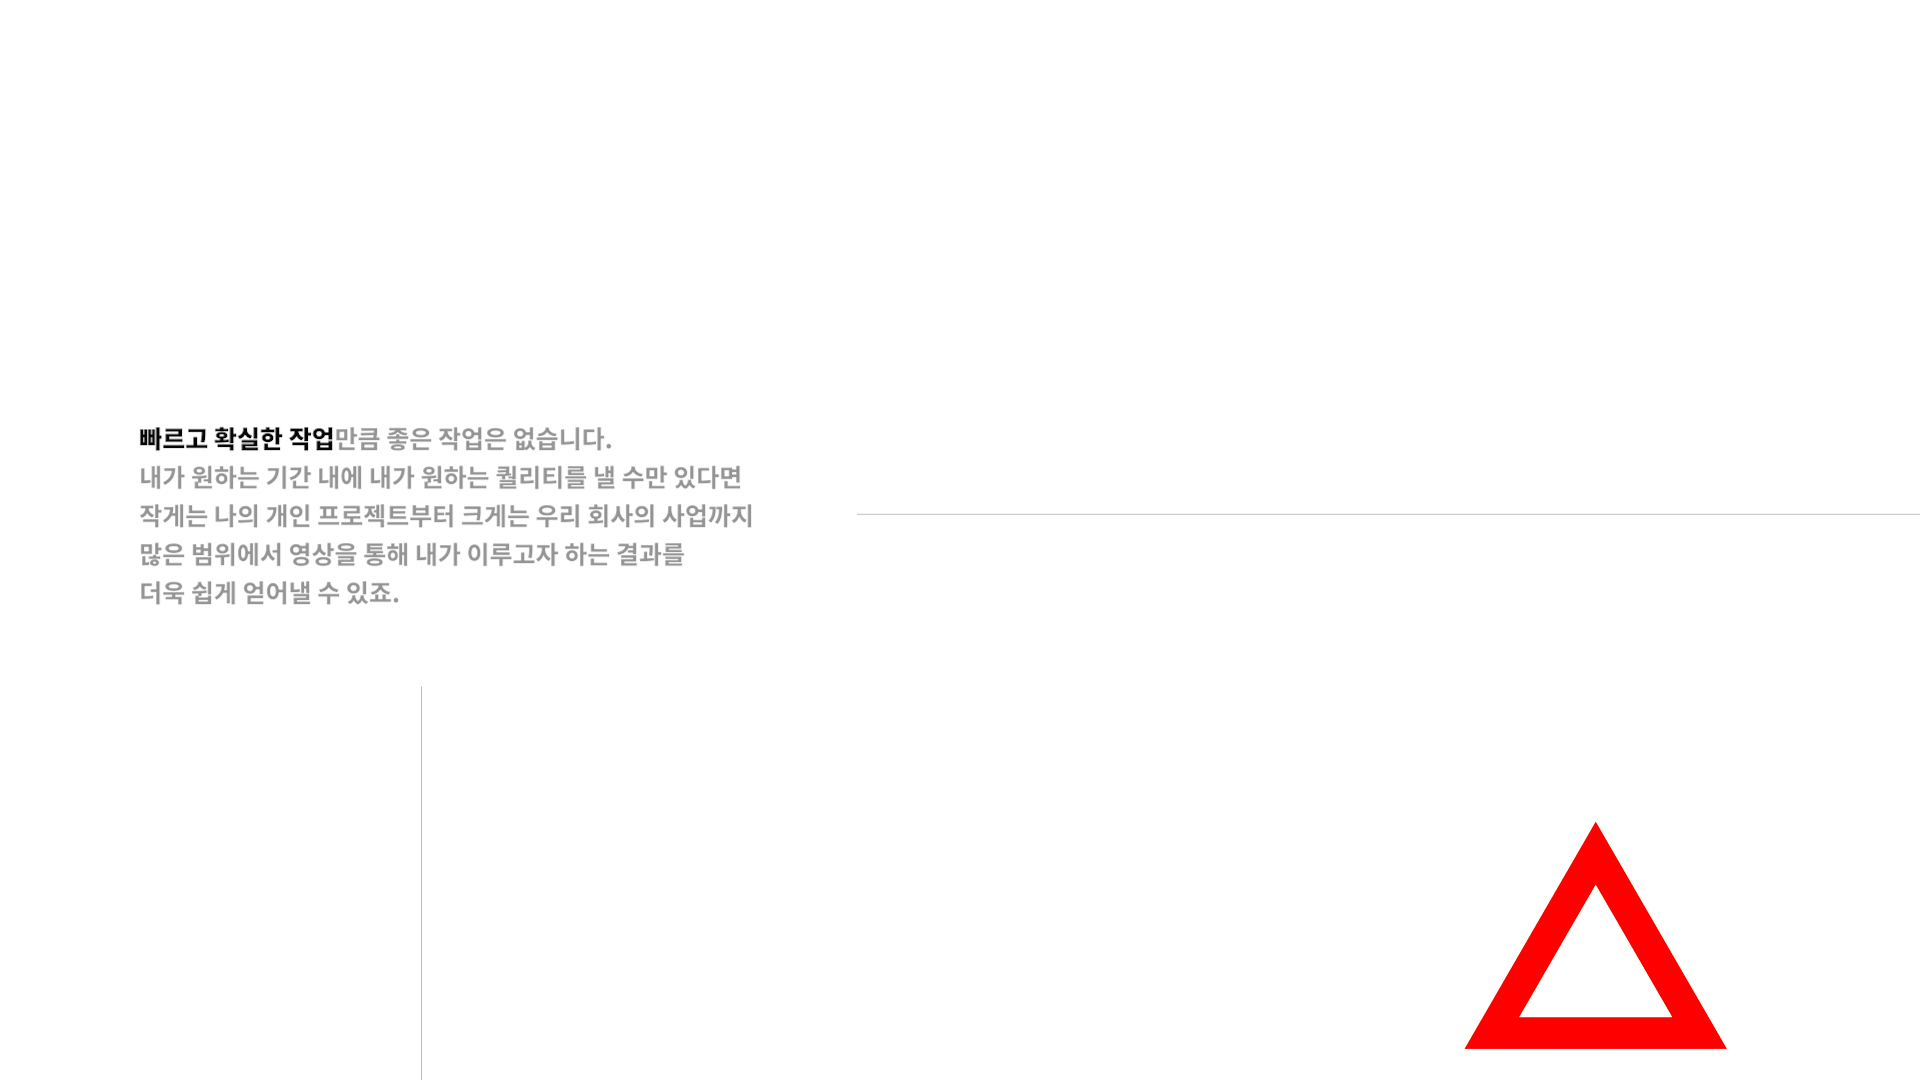 빠르고 확실한 작업만큼 좋은 작업은 없습니다.
내가 원하는 기간 내에 내가 원하는 퀄리티를 낼 수만 있다면
작게는 나의 개인 프로젝트부터 크게는 우리 회사의 사업까지
많은 범위에서 영상을 통해 내가 이루고자 하는 결과를
더욱 쉽게 얻어낼 수 있죠.